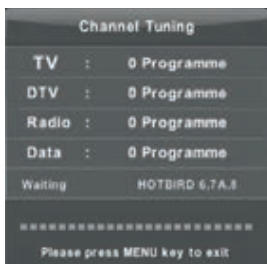 Channel Tuning
TV : 0 Programme
DTV : 0 Programme
Radio : 0 Programme
Data : 0 Programme
Waiting HOTBIRD 6,7A,8
Please press MENU key to exit